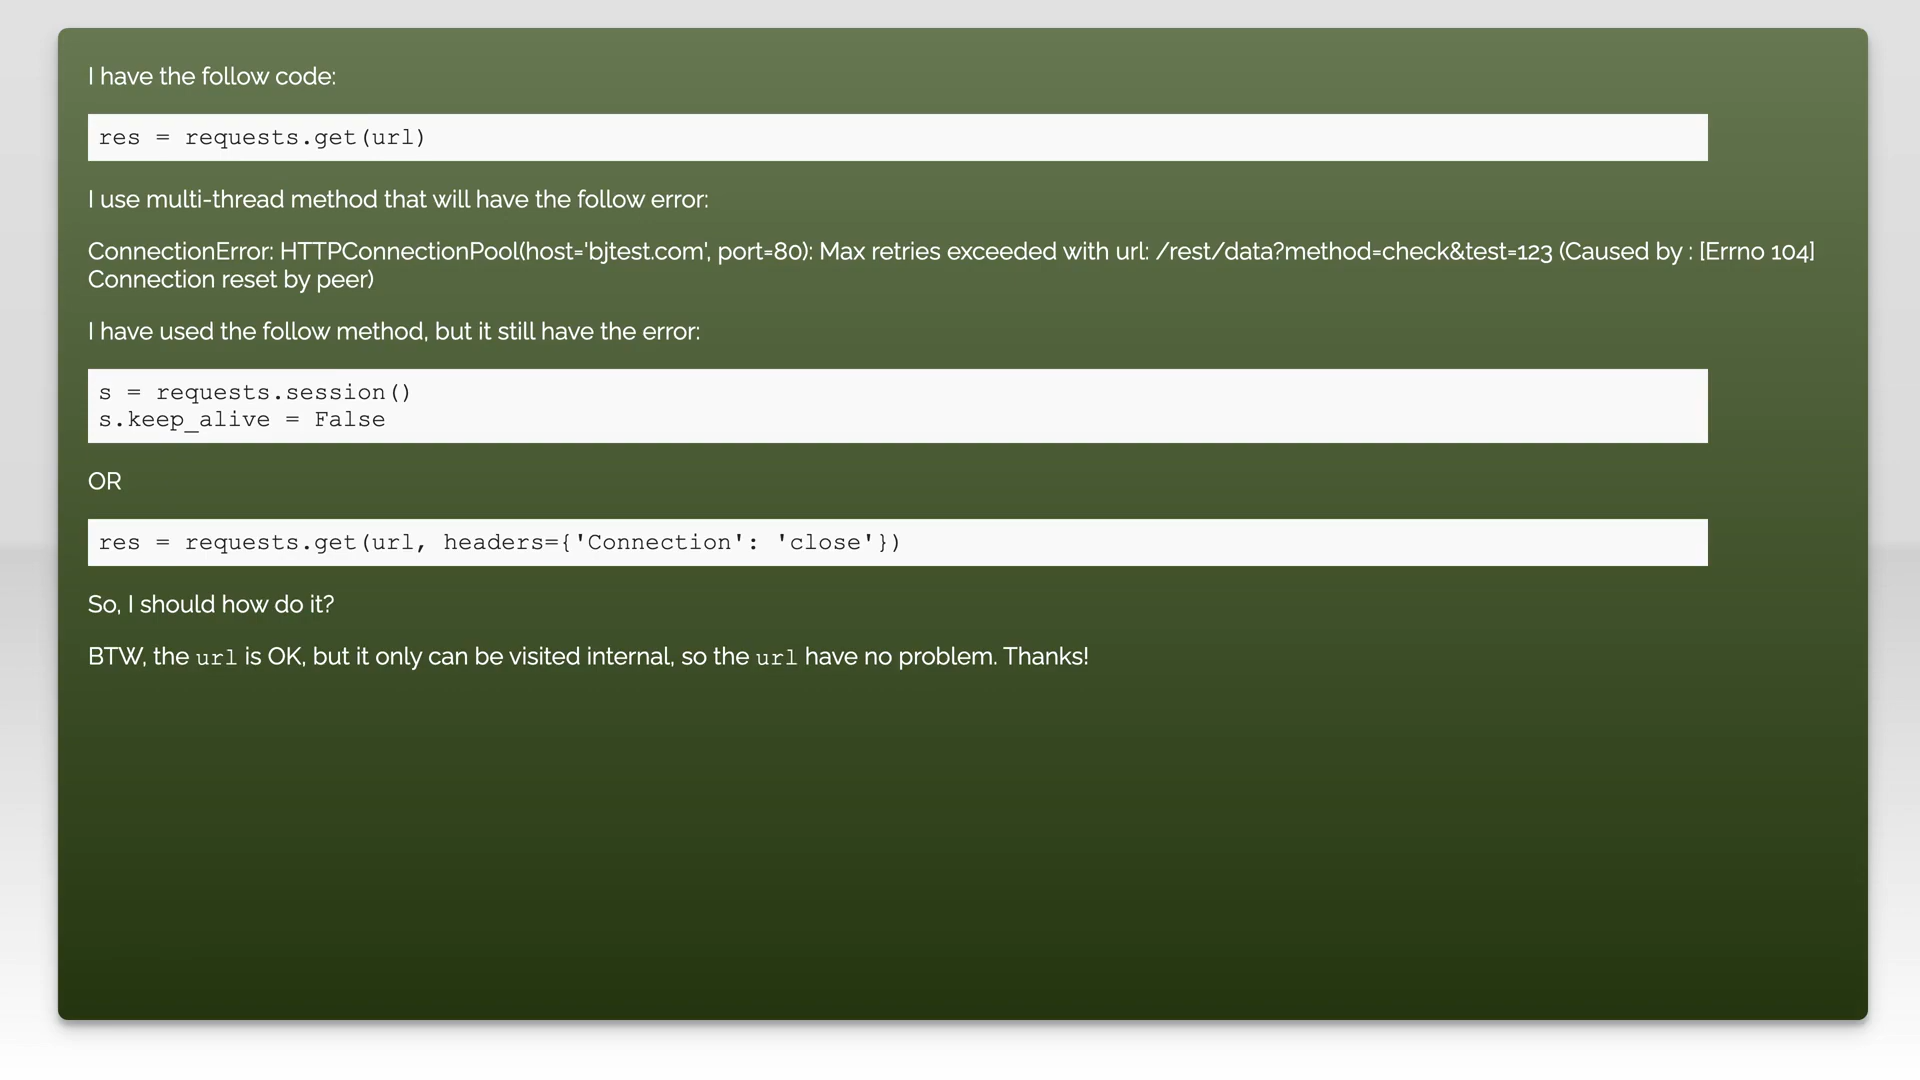 I have the follow code:
res = requests.get(url)
I use multi-thread method that will have the follow error:
ConnectionError: HTTPConnectionPool(host='bjtest.com', port=80): Max retries exceeded with url: /rest/data?method=check&test=123 (Caused by : [Errno 104]
Connection reset by peer)
I have used the follow method, but it still have the error:
s = requests.session()
s.keep_alive = False
OR
res = requests.get(url, headers={'Connection': 'close'})
So, I should how do it?
BTW, the url is OK, but it only can be visited internal, so the url have no problem. Thanks!